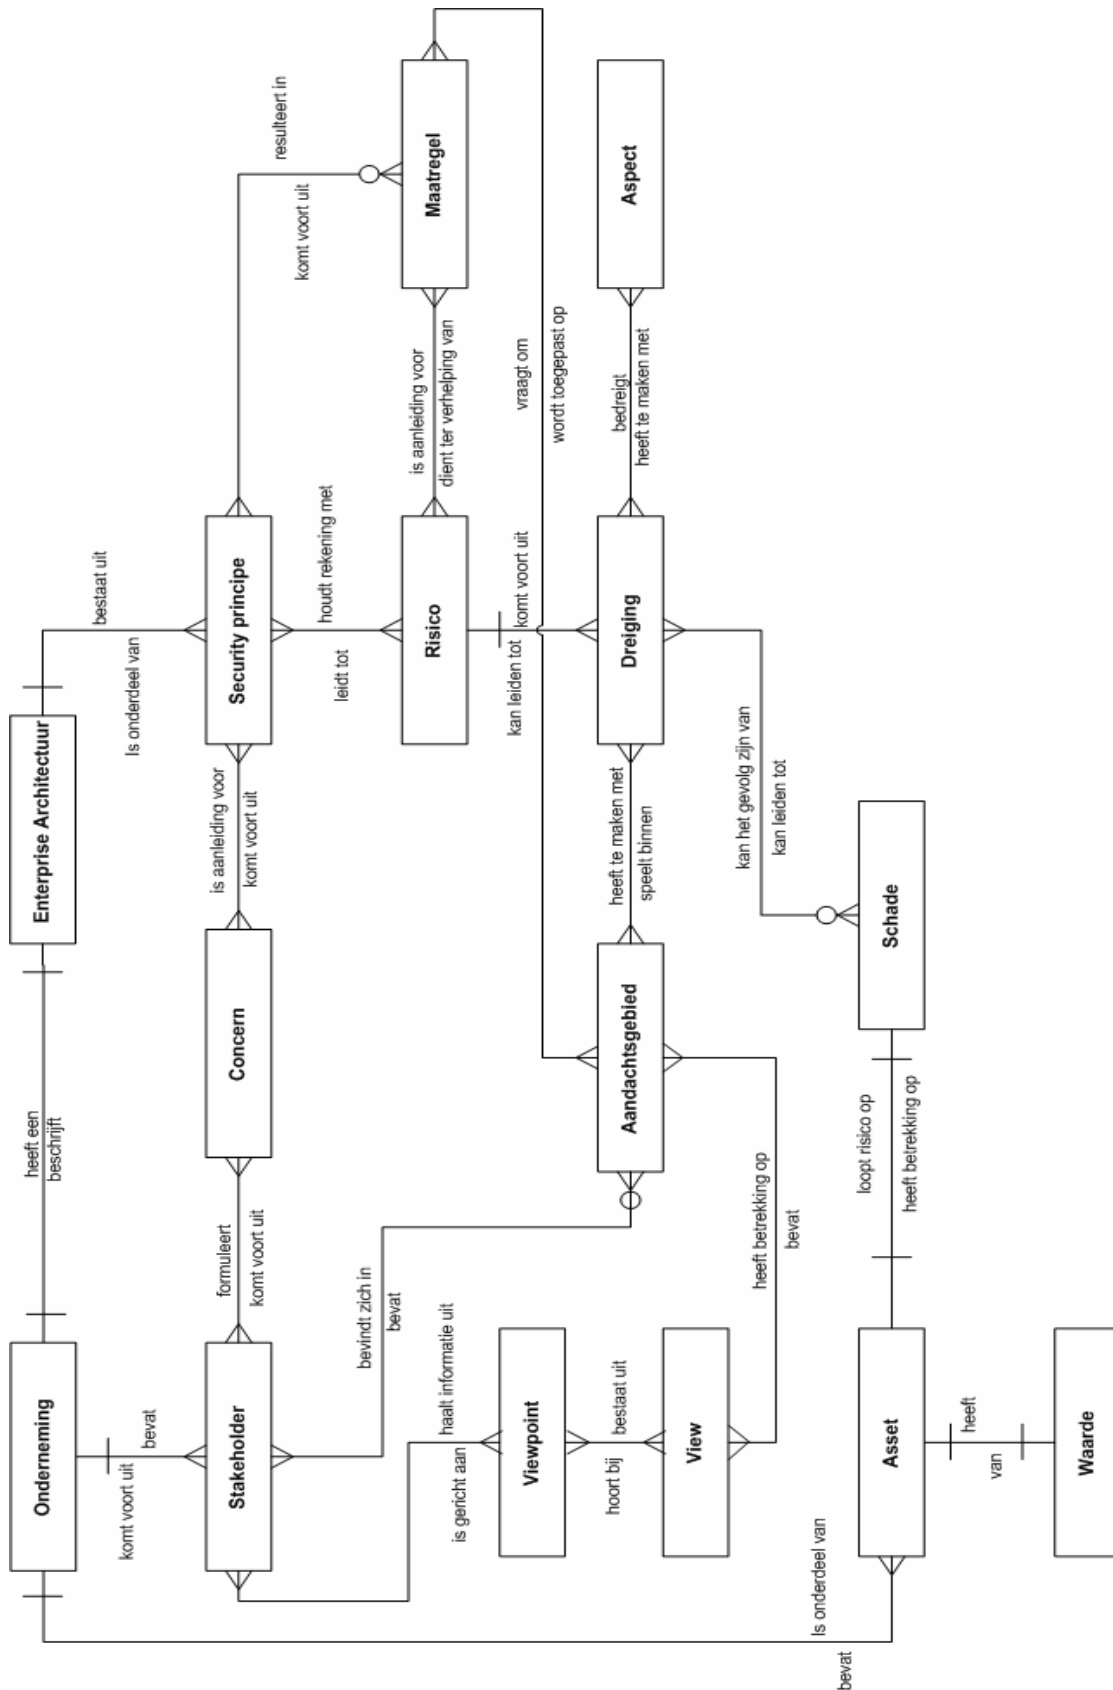 Onderneming
heeft een
beschrijft
Enterprise Architectuur
bestaat uit
Is onderdeel van
bevat
komt voort uit
Stakeholder
formuleert
komt voort uit
Concern
is aanleiding voor
komt voort uit
Security principe
resulteert in
komt voort uit
houdt rekening met
leidt tot
bevindt zich in
bevat
haalt informatie uit
is gericht aan
Risico
is aanleiding voor
dient ter verhelping van
Maatregel
Viewpoint
kan leiden tot
komt voort uit
vraagt om
wordt toegepast op
bestaat uit
hoort bij
Aandachtsgebied
heeft te maken met
speelt binnen
Dreiging
bedreigt
heeft te maken met
Aspect
View
heeft betrekking op
bevat
kan het gevolg zijn van
kan leiden tot
Is onderdeel van
bevat
Asset
loopt risico op
heeft betrekking op
Schade
heeft
van
Waarde